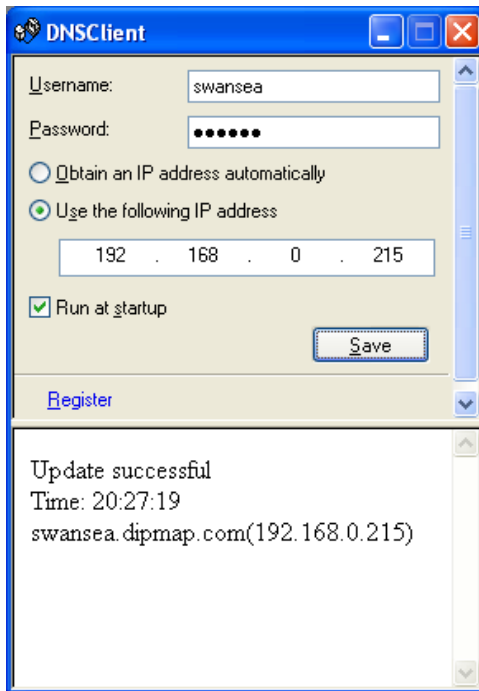 DNSClient
Username: swansea
Password: ●●●●●●
Obtain an IP address automatically
Use the following IP address
192 . 168 . 0 . 215
Run at startup
Save
Register
Update successful
Time: 20:27:19
swansea.dipmap.com(192.168.0.215)